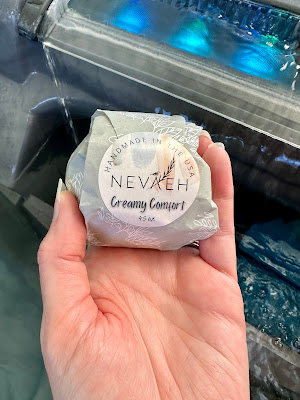 HANDMADE IN THE USA
NEVAEH
Creamy Comfort
4.5 oz.